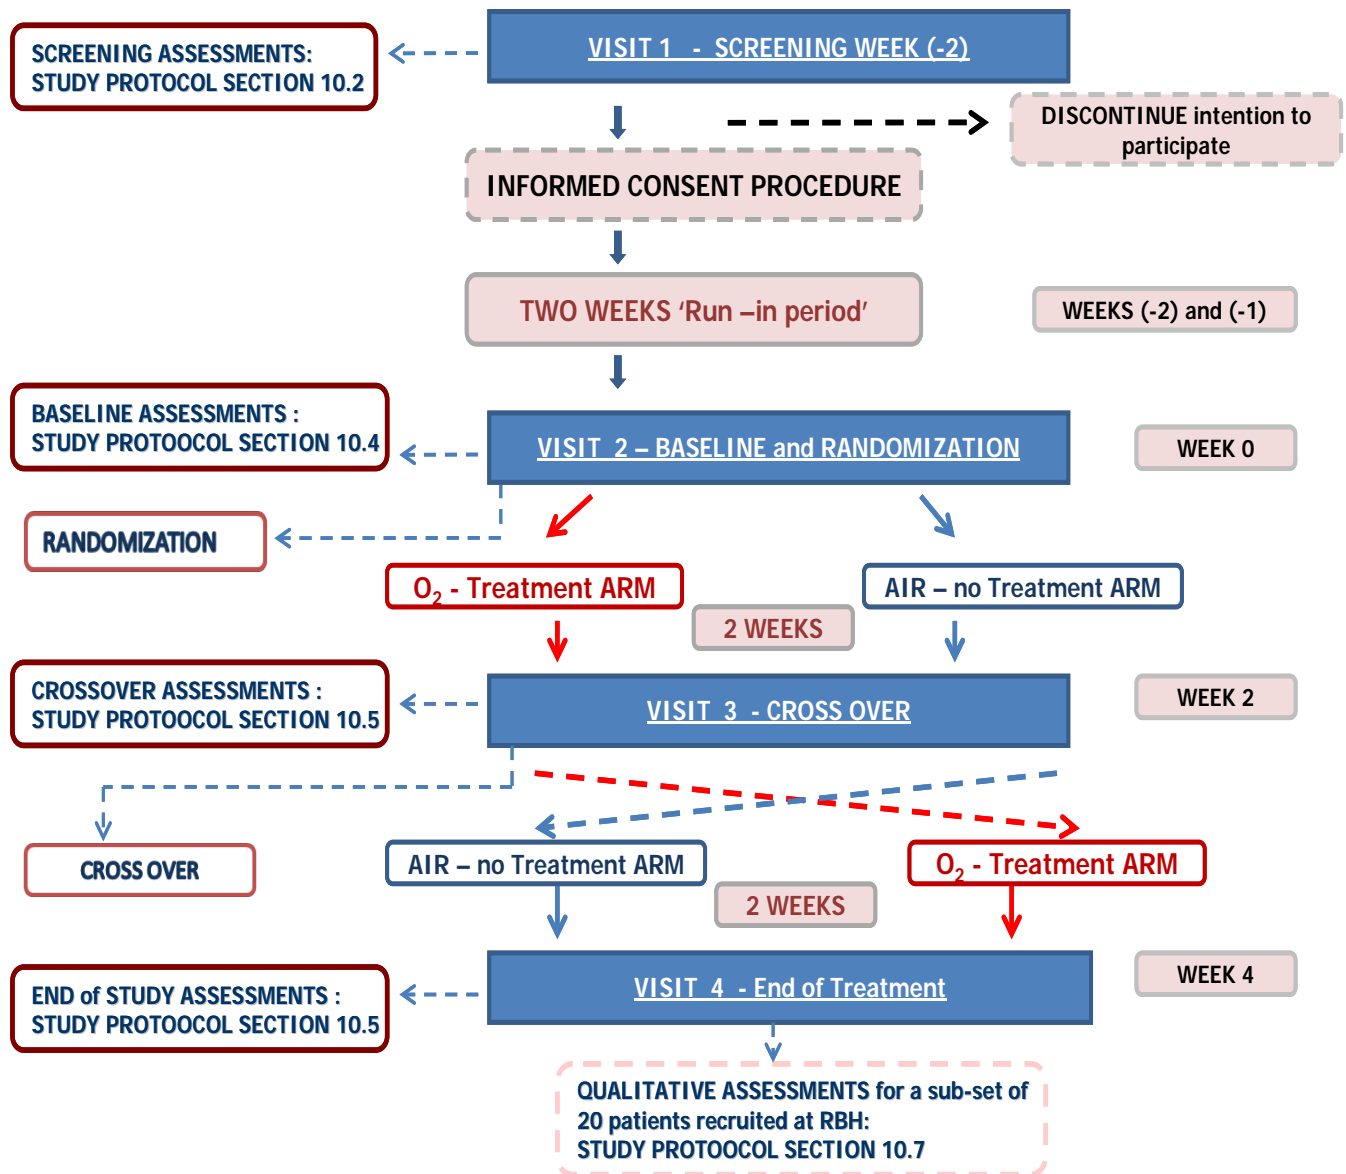 VISIT 1 - SCREENING WEEK (-2)
SCREENING ASSESSMENTS:
STUDY PROTOCOL SECTION 10.2
DISCONTINUE intention to
participate
INFORMED CONSENT PROCEDURE
TWO WEEKS ‘Run –in period’
WEEKS (-2) and (-1)
BASELINE ASSESSMENTS :
STUDY PROTOOCOL SECTION 10.4
VISIT 2 – BASELINE and RANDOMIZATION
WEEK 0
RANDOMIZATION
O2 - Treatment ARM
AIR – no Treatment ARM
2 WEEKS
CROSSOVER ASSESSMENTS :
STUDY PROTOOCOL SECTION 10.5
VISIT 3 - CROSS OVER
WEEK 2
CROSS OVER
AIR – no Treatment ARM
O2 - Treatment ARM
2 WEEKS
END of STUDY ASSESSMENTS :
STUDY PROTOOCOL SECTION 10.5
VISIT 4 - End of Treatment
WEEK 4
QUALITATIVE ASSESSMENTS for a sub-set of
20 patients recruited at RBH:
STUDY PROTOOCOL SECTION 10.7